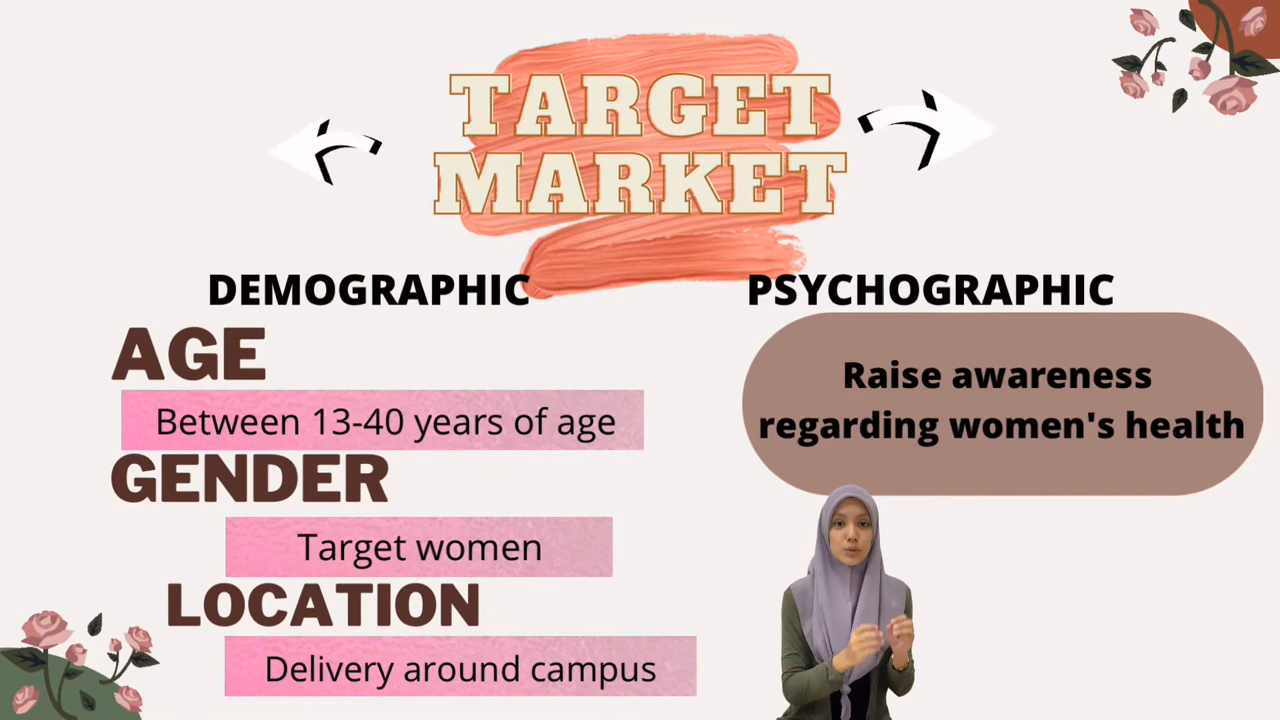 TARGET
MARKET
DEMOGRAPHIC
AGE
Between 13-40 years of age
GENDER
Target women
LOCATION
Delivery around campus
PSYCHOGRAPHIC
Raise awareness
regarding women's health